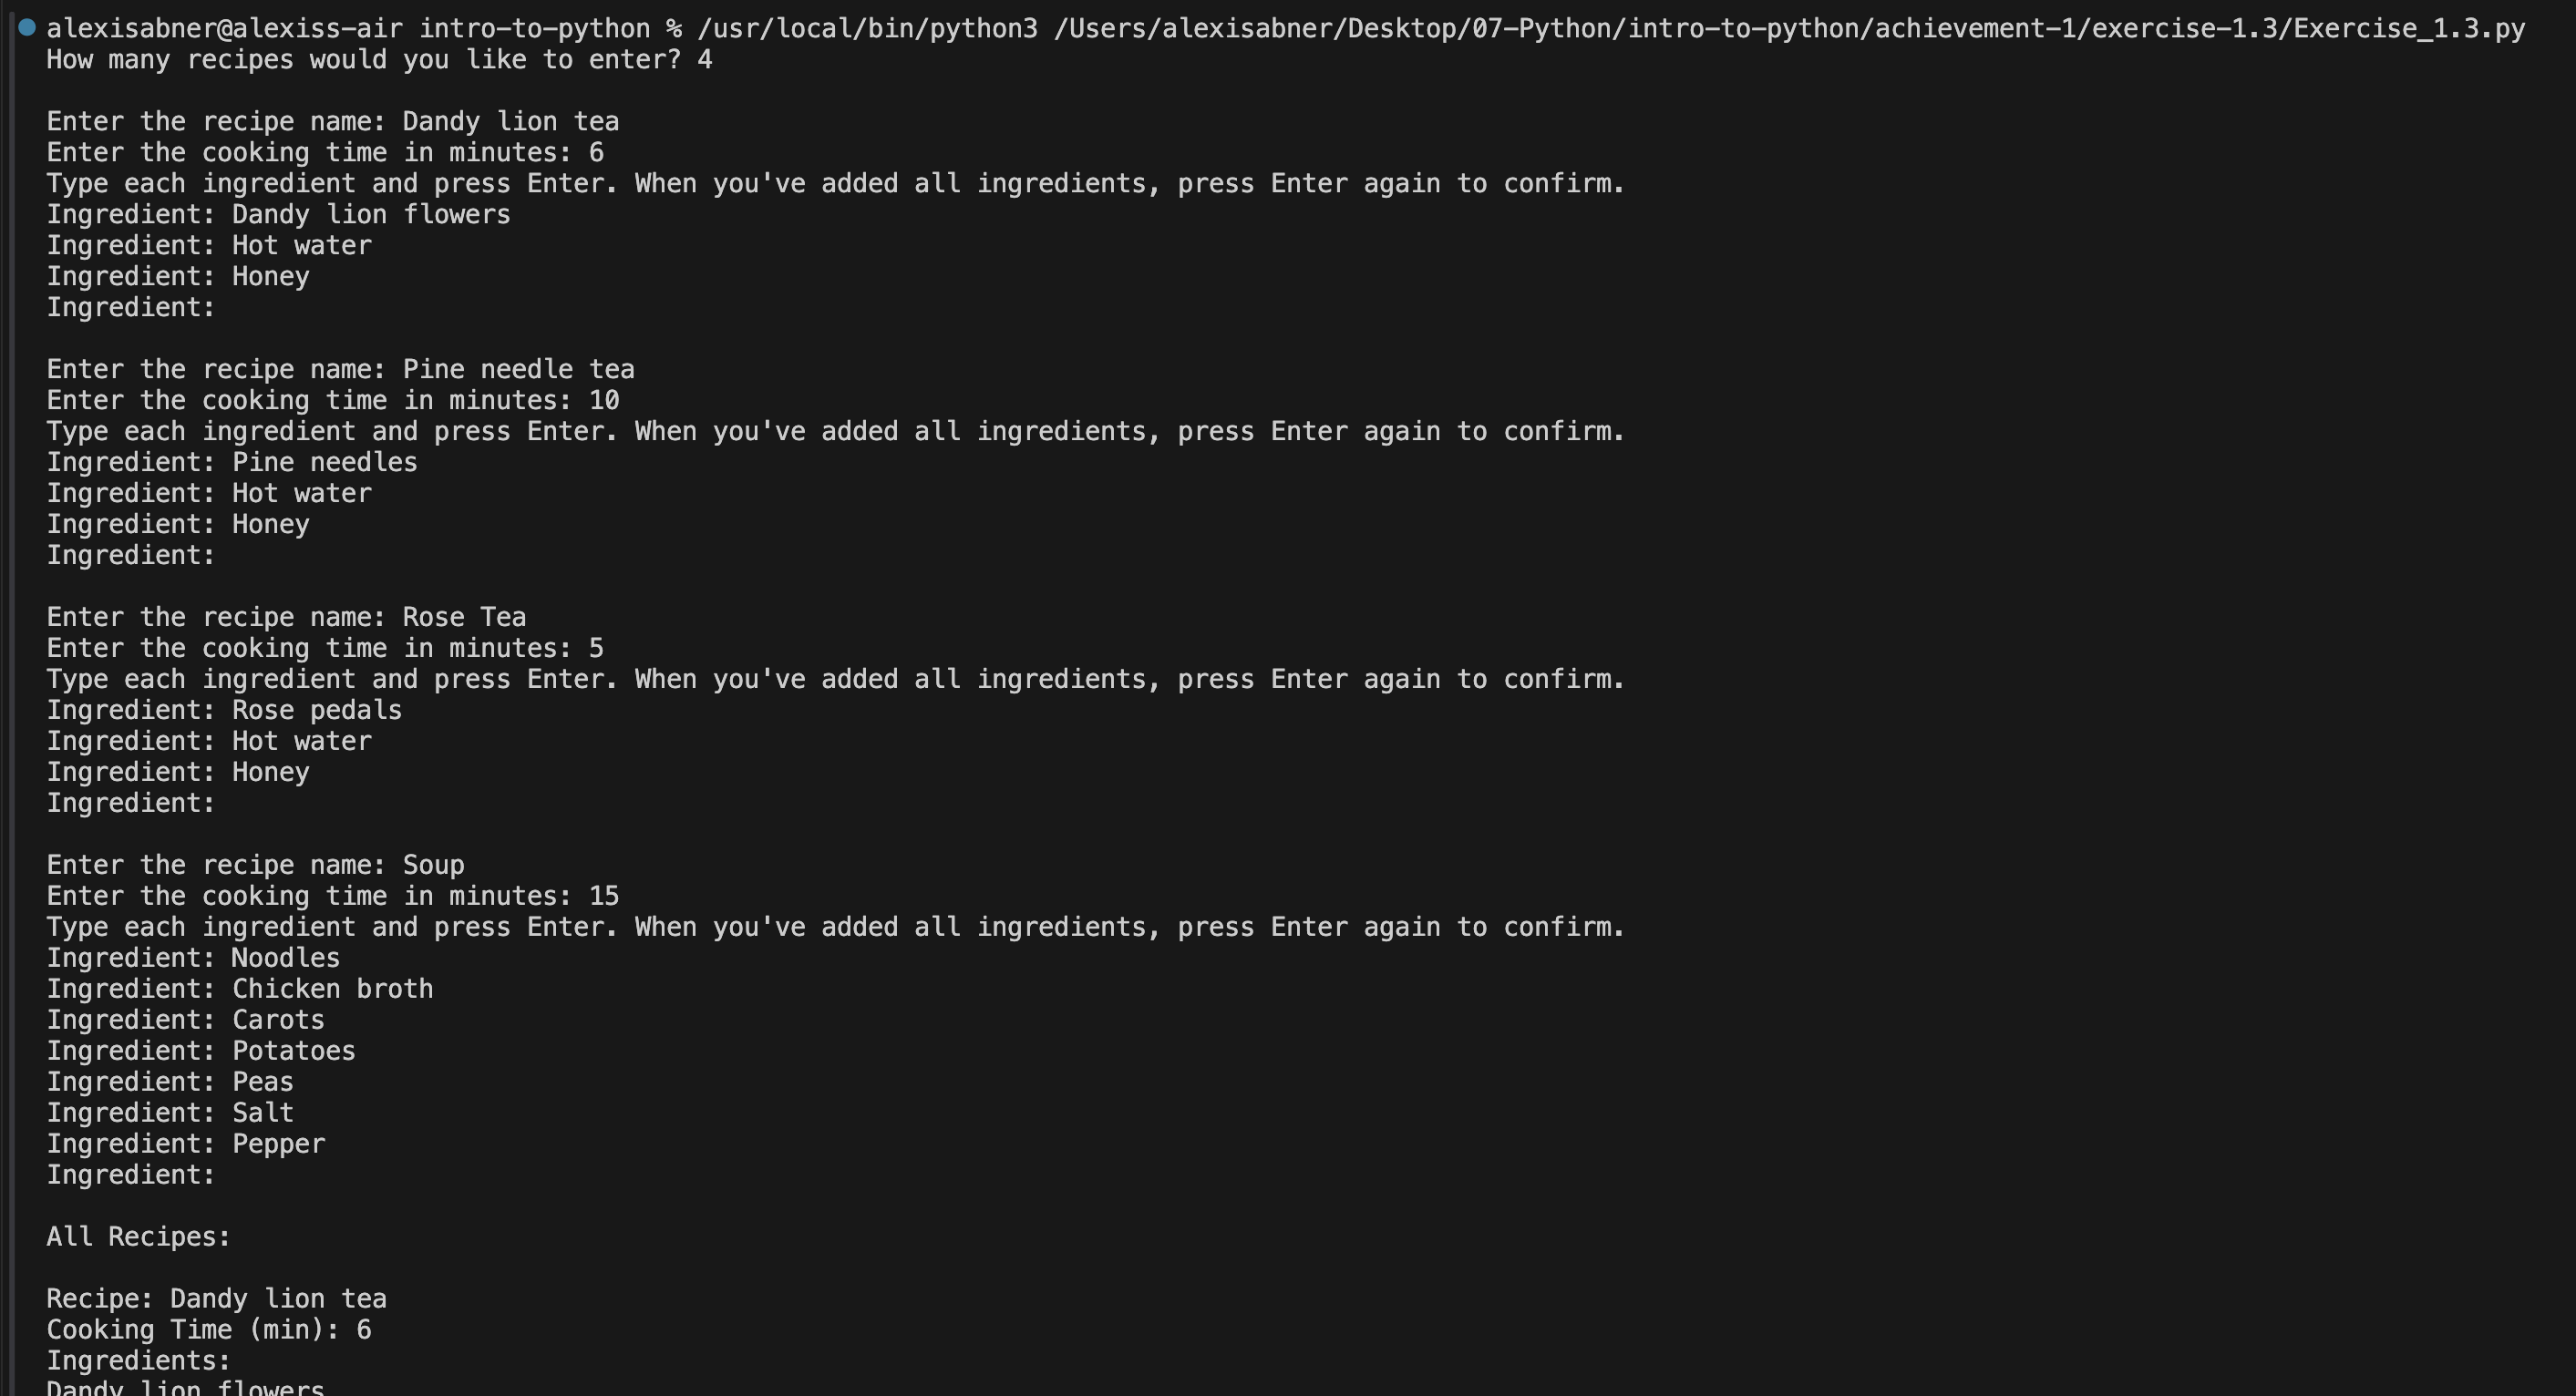 alexisabner@alexiss-air intro-to-python % /usr/local/bin/python3 /Users/alexisabner/Desktop/07-Python/intro-to-python/achievement-1/exercise-1.3/Exercise_1.3.py
How many recipes would you like to enter? 4
Enter the recipe name: Dandy lion tea
Enter the cooking time in minutes: 6
Type each ingredient and press Enter. When you've added all ingredients, press Enter again to confirm.
Ingredient: Dandy lion flowers
Ingredient: Hot water
Ingredient: Honey
Ingredient:
Enter the recipe name: Pine needle tea
Enter the cooking time in minutes: 10
Type each ingredient and press Enter. When you've added all ingredients, press Enter again to confirm.
Ingredient: Pine needles
Ingredient: Hot water
Ingredient: Honey
Ingredient:
Enter the recipe name: Rose Tea
Enter the cooking time in minutes: 5
Type each ingredient and press Enter. When you've added all ingredients, press Enter again to confirm.
Ingredient: Rose pedals
Ingredient: Hot water
Ingredient: Honey
Ingredient:
Enter the recipe name: Soup
Enter the cooking time in minutes: 15
Type each ingredient and press Enter. When you've added all ingredients, press Enter again to confirm.
Ingredient: Noodles
Ingredient: Chicken broth
Ingredient: Carots
Ingredient: Potatoes
Ingredient: Peas
Ingredient: Salt
Ingredient: Pepper
Ingredient:
All Recipes:
Recipe: Dandy lion tea
Cooking Time (min): 6
Ingredients:
Dandy lion flowers